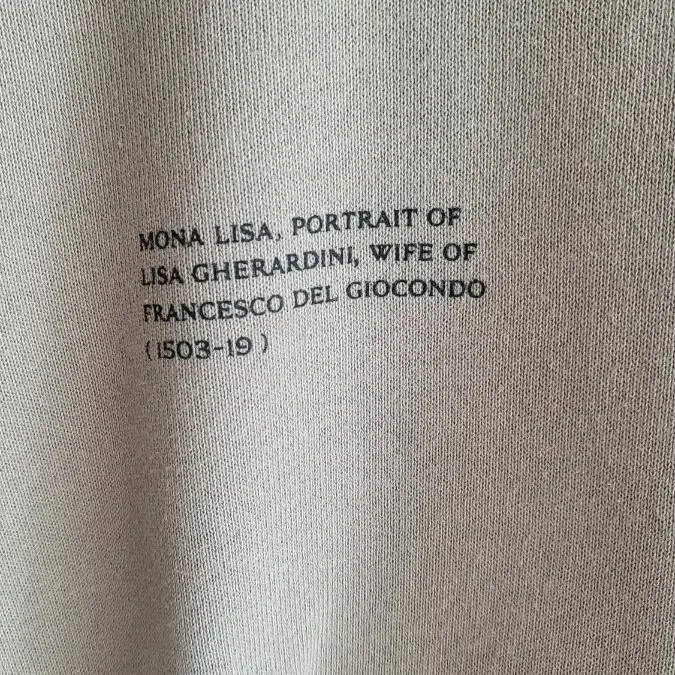 MONA LISA, PORTRAIT OF
LISA GHERARDINI, WIFE OF
FRANCESCO DEL GIOCONDO
(1503-19)